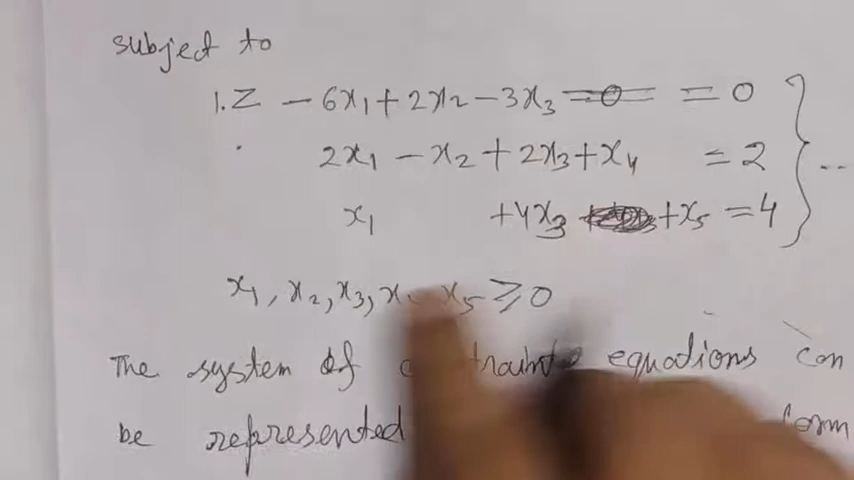 subject to
1.Z - 6x1 + 2x2 - 3x3 = 0
2x1 - x2 + 2x3 + x4 = 2
x1 + 4x3 + x5 = 4
x1, x2, x3, x5 ≥ 0
The system of equations can
be represented form